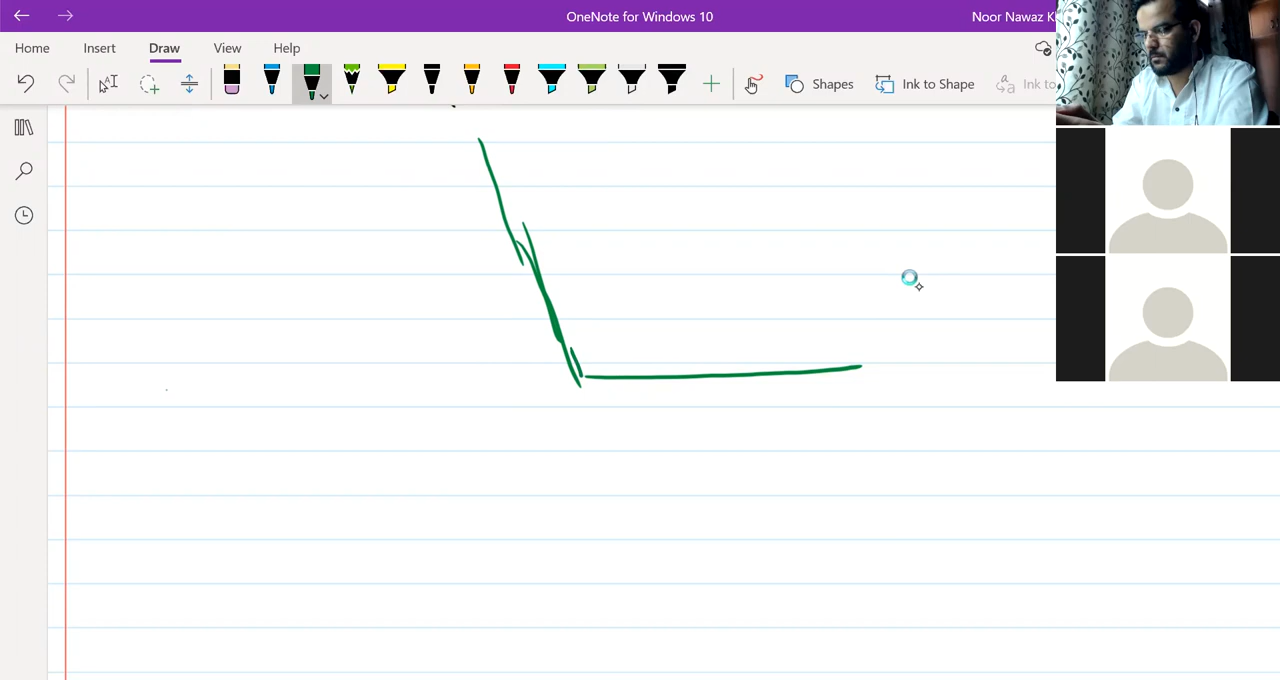 OneNote for Windows 10
Noor Nawaz K
Home
Insert
Draw
View
Help
Shapes
Ink to Shape
Ink to